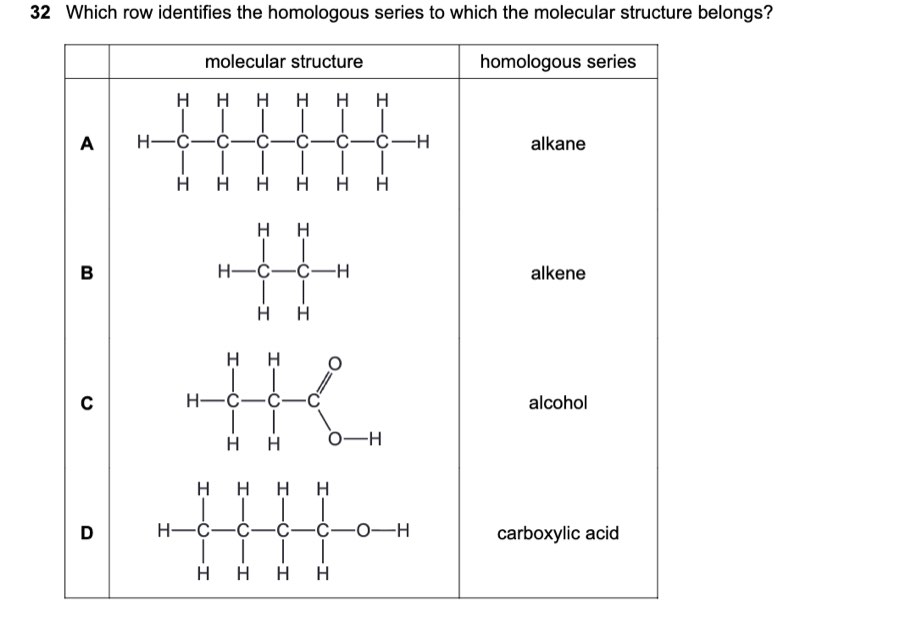 32 Which row identifies the homologous series to which the molecular structure belongs?
molecular structure homologous series
H H H H H H
A H—C—C—C—C—C—C—H alkane
H H H H H H
H H
B H—C—C—H alkene
H H
H H O
C H—C—C—C alcohol
H H O—H
H H H H
D H—C—C—C—C—O—H carboxylic acid
H H H H